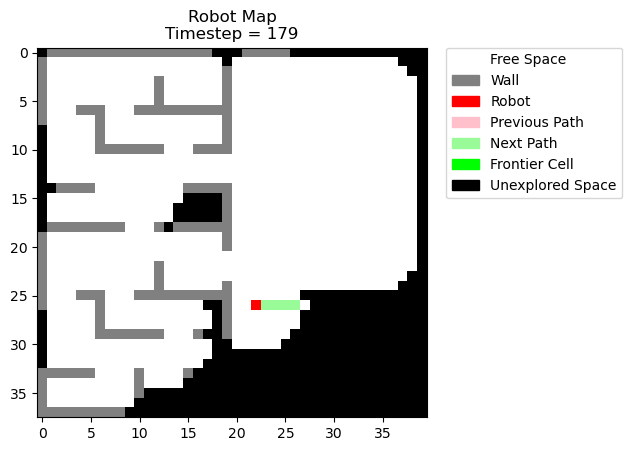 Robot Map
Timestep = 179
Free Space
Wall
Robot
Previous Path
Next Path
Frontier Cell
Unexplored Space
0
5
10
15
20
25
30
35
0
5
10
15
20
25
30
35